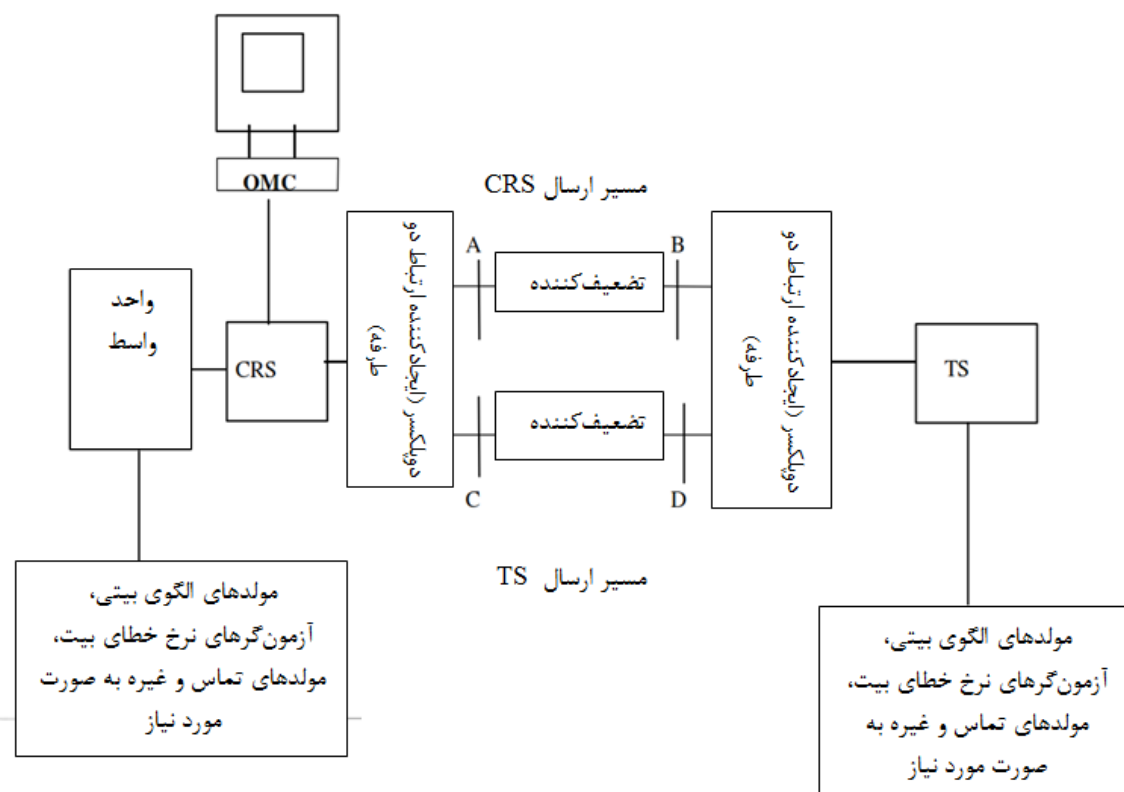 OMC
مسیر ارسال CRS
واحد
واسط
CRS
دوپلکسر (ایجادکننده ارتباط دو
طرفه)
A
تضعیف‌کننده
B
C
تضعیف‌کننده
D
دوپلکسر (ایجادکننده ارتباط دو
طرفه)
TS
مسیر ارسال TS
مولدهای الگوی بیتی،
آزمون‌گرهای نرخ خطای بیت،
مولدهای تماس و غیره به صورت
مورد نیاز
مولدهای الگوی بیتی،
آزمون‌گرهای نرخ خطای بیت،
مولدهای تماس و غیره به
صورت مورد نیاز